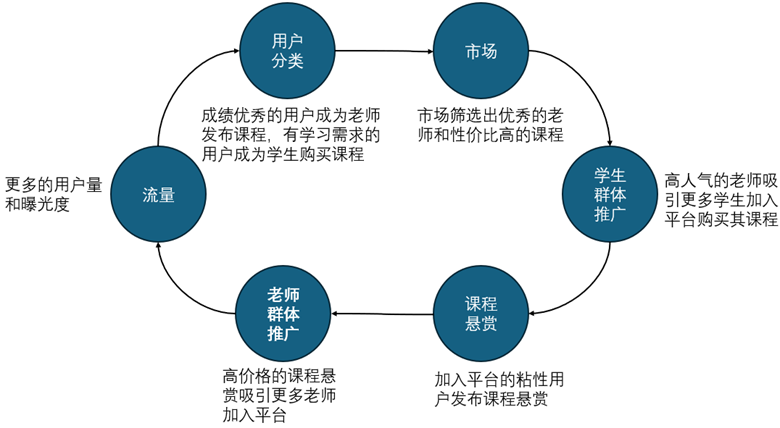 用户
分类
成绩优秀的用户成为老师
发布课程，有学习需求的
用户成为学生购买课程
市场
市场筛选出优秀的老
师和性价比高的课程
学生
群体
推广
高人气的老师吸
引更多学生加入
平台购买其课程
课程
悬赏
加入平台的粘性用
户发布课程悬赏
老师
群体
推广
高价格的课程悬
赏吸引更多老师
加入平台
流量
更多的用户量
和曝光度